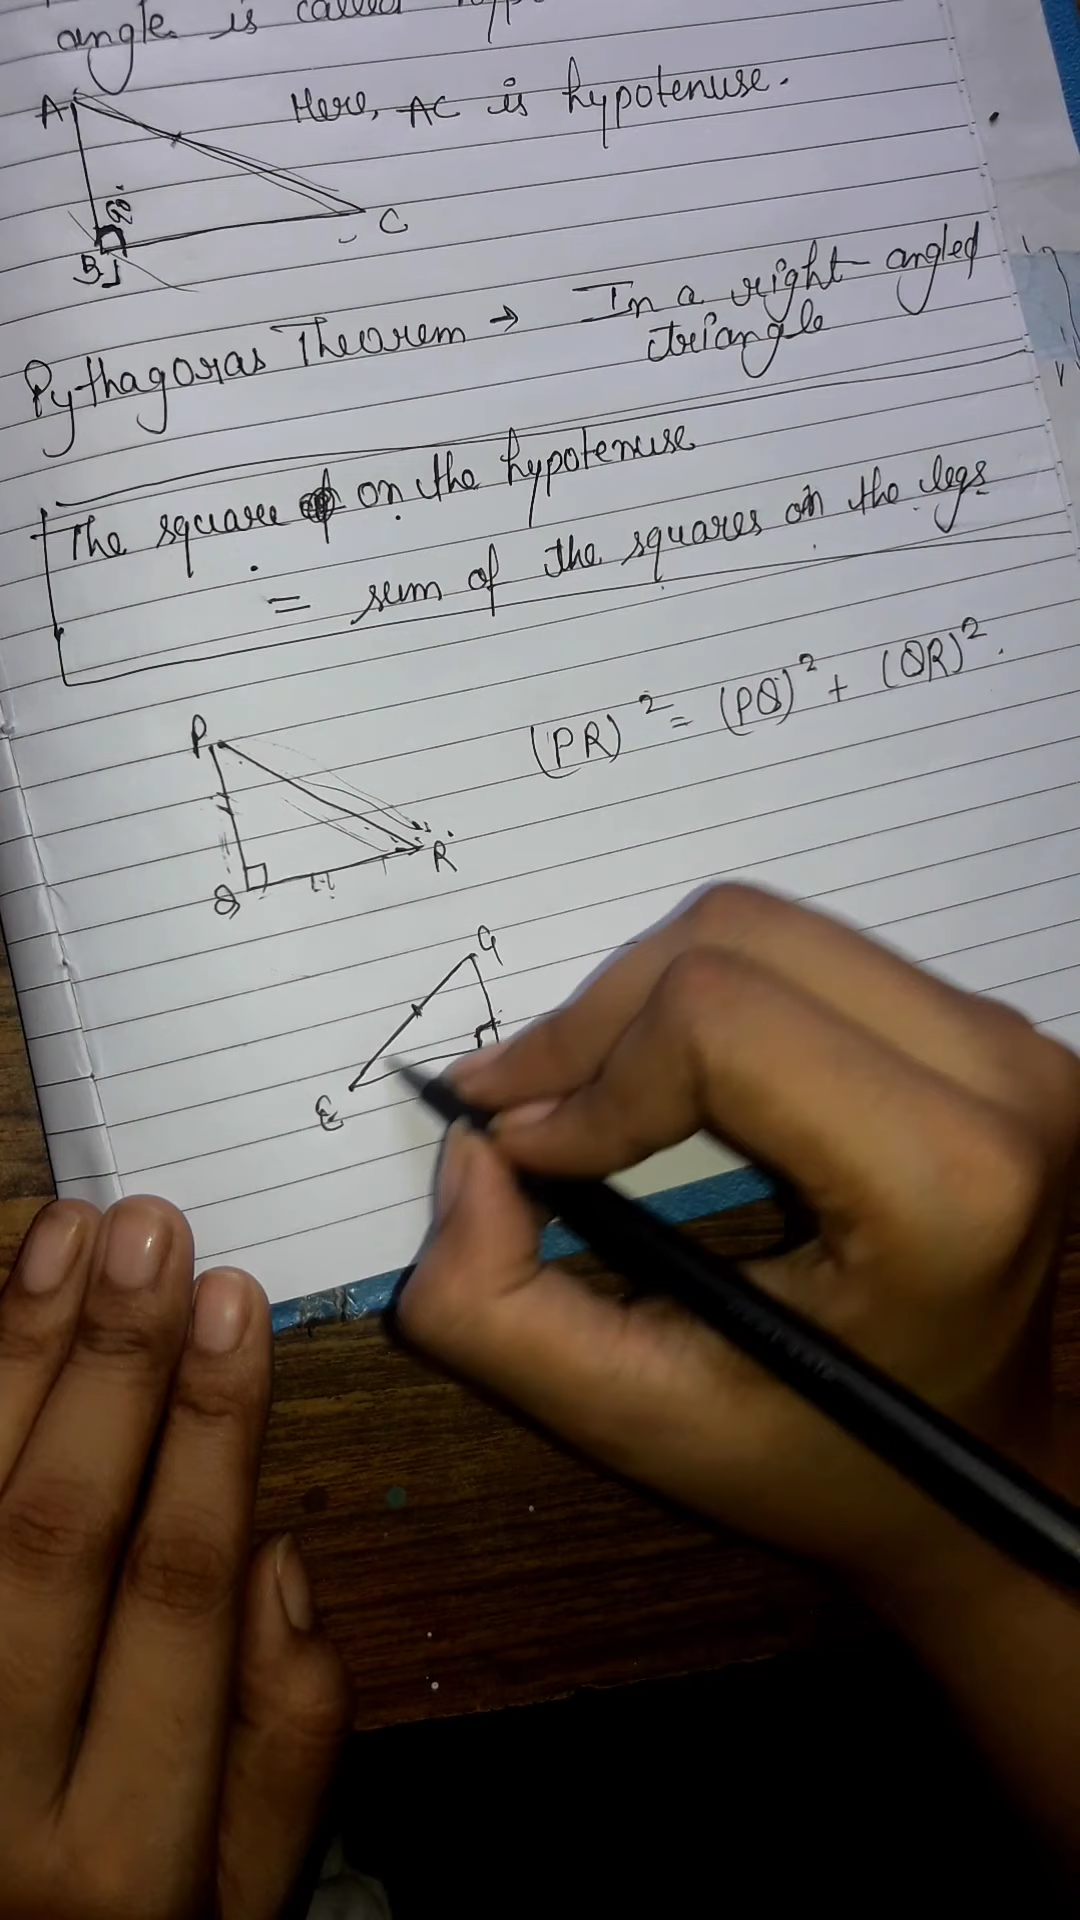 angle is called
A
Here, AC is hypotenuse.
90°
B
C
Pythagoras Theorem → In a right-angled
triangle
The square on the hypotenuse
= sum of the squares on the legs
(PR)² = (PQ)² + (QR)².
P
Q
R
G
E